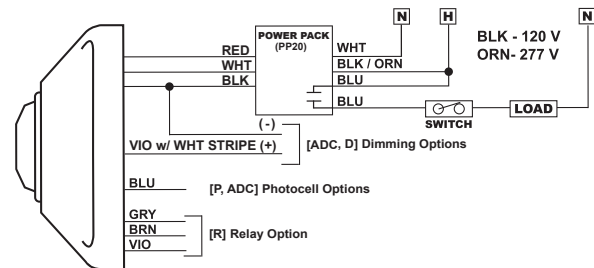 N
H
N
POWER PACK
(PP20)
BLK - 120 V
ORN- 277 V
RED
WHT
WHT
BLK / ORN
BLK
BLU
BLU
SWITCH
LOAD
(-)
VIO w/ WHT STRIPE (+)
[ADC, D] Dimming Options
BLU
[P, ADC] Photocell Options
GRY
BRN
VIO
[R] Relay Option